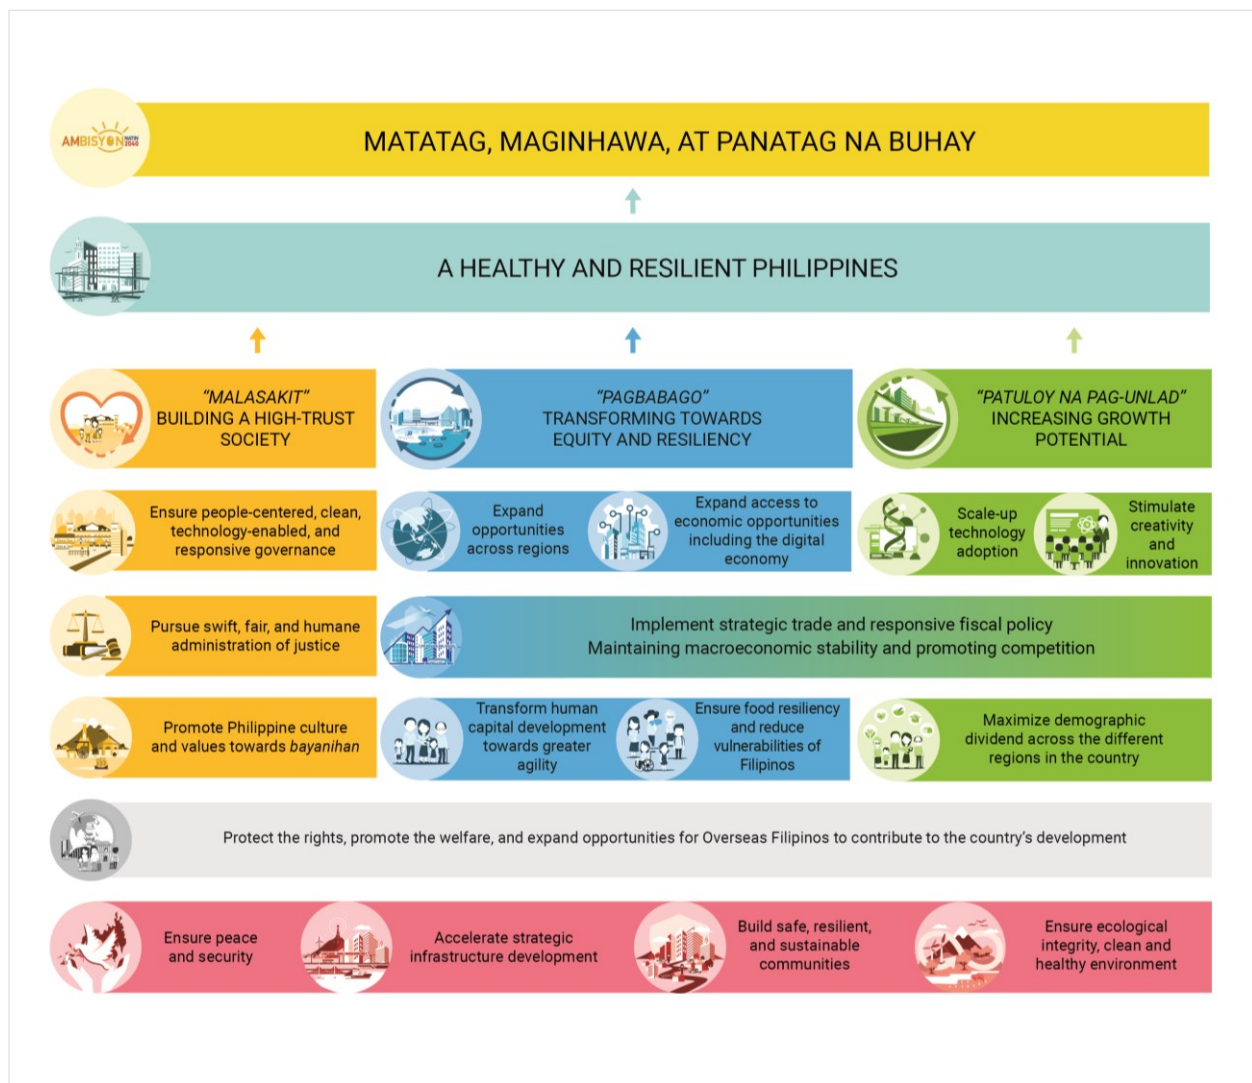 AMBISYON NATIN 2040
MATATAG, MAGINHAWA, AT PANATAG NA BUHAY
A HEALTHY AND RESILIENT PHILIPPINES
“MALASAKIT”
BUILDING A HIGH-TRUST
SOCIETY
“PAGBABAGO”
TRANSFORMING TOWARDS
EQUITY AND RESILIENCY
“PATULOY NA PAG-UNLAD”
INCREASING GROWTH
POTENTIAL
Ensure people-centered, clean,
technology-enabled, and
responsive governance
Expand
opportunities
across regions
Expand access to
economic opportunities
including the digital
economy
Scale-up
technology
adoption
Stimulate
creativity
and
innovation
Pursue swift, fair, and humane
administration of justice
Implement strategic trade and responsive fiscal policy
Maintaining macroeconomic stability and promoting competition
Promote Philippine culture
and values towards bayanihan
Transform human
capital development
towards greater
agility
Ensure food resiliency
and reduce
vulnerabilities of
Filipinos
Maximize demographic
dividend across the different
regions in the country
Protect the rights, promote the welfare, and expand opportunities for Overseas Filipinos to contribute to the country’s development
Ensure peace
and security
Accelerate strategic
infrastructure development
Build safe, resilient,
and sustainable
communities
Ensure ecological
integrity, clean and
healthy environment